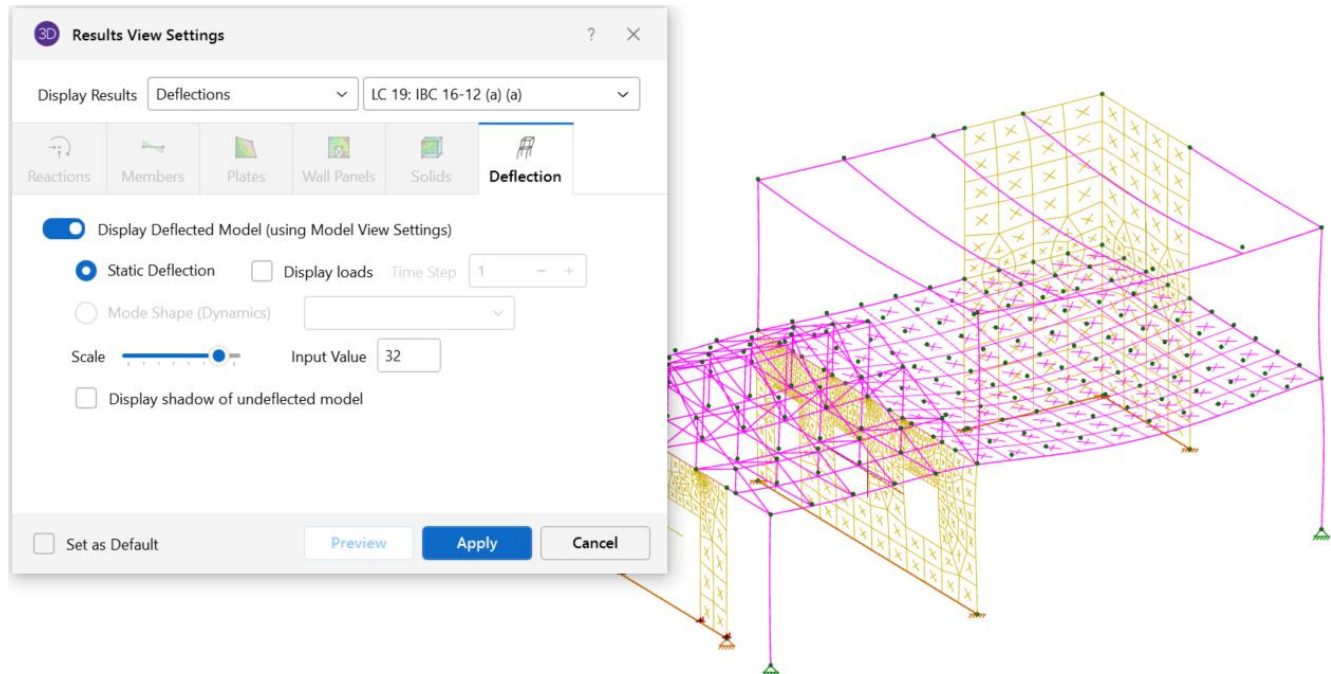 3D Results View Settings ? ×
Display Results Deflections LC 19: IBC 16-12 (a) (a)
Reactions Members Plates Wall Panels Solids Deflection
Display Deflected Model (using Model View Settings)
Static Deflection Display loads Time Step 1 - +
Mode Shape (Dynamics)
Scale Input Value 32
Display shadow of undeflected model
Set as Default Preview Apply Cancel